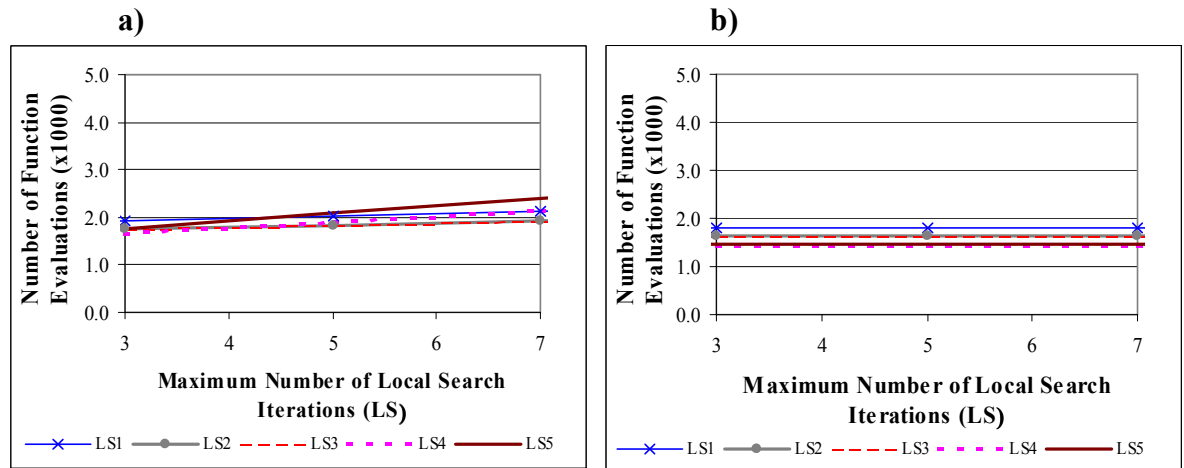 a)
Number of Function
Evaluations (x1000)
5.0
4.0
3.0
2.0
1.0
0.0
3 4 5 6 7
Maximum Number of Local Search
Iterations (LS)
LS1 LS2 LS3 LS4 LS5
b)
Number of Function
Evaluations (x1000)
5.0
4.0
3.0
2.0
1.0
0.0
3 4 5 6 7
Maximum Number of Local Search
Iterations (LS)
LS1 LS2 LS3 LS4 LS5